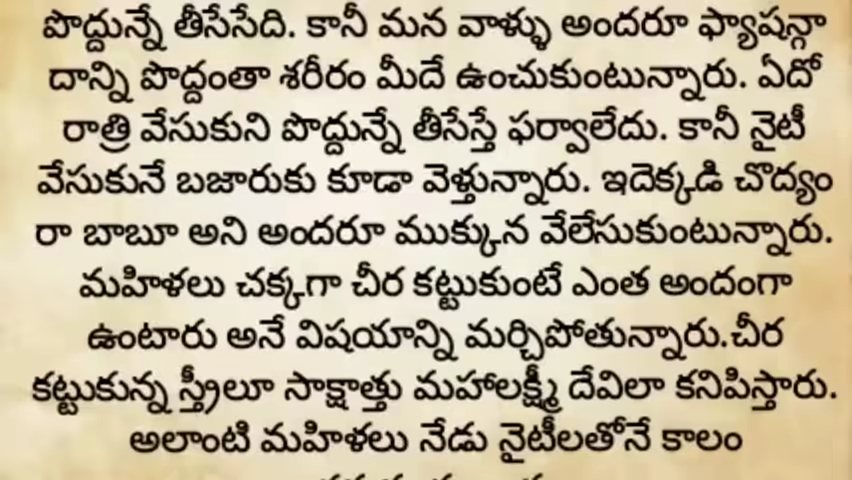 పొద్దున్నే తీసేసేది. కానీ మన వాళ్ళు అందరూ ఫ్యాషన్గా
దాన్ని పొద్దంతా శరీరం మీదే ఉంచుకుంటున్నారు. ఏదో
రాత్రి వేసుకుని పొద్దున్నే తీసేస్తే ఫర్వాలేదు. కానీ నైటీ
వేసుకునే బజారుకు కూడా వెళ్తున్నారు. ఇదెక్కడి చొద్యం
రా బాబూ అని అందరూ ముక్కున వేలేసుకుంటున్నారు.
మహిళలు చక్కగా చీర కట్టుకుంటే ఎంత అందంగా
ఉంటారు అనే విషయాన్ని మర్చిపోతున్నారు.చీర
కట్టుకున్న స్త్రీలూ సాక్షాత్తు మహాలక్ష్మీ దేవిలా కనిపిస్తారు.
అలాంటి మహిళలు నేడు నైటీలతోనే కాలం